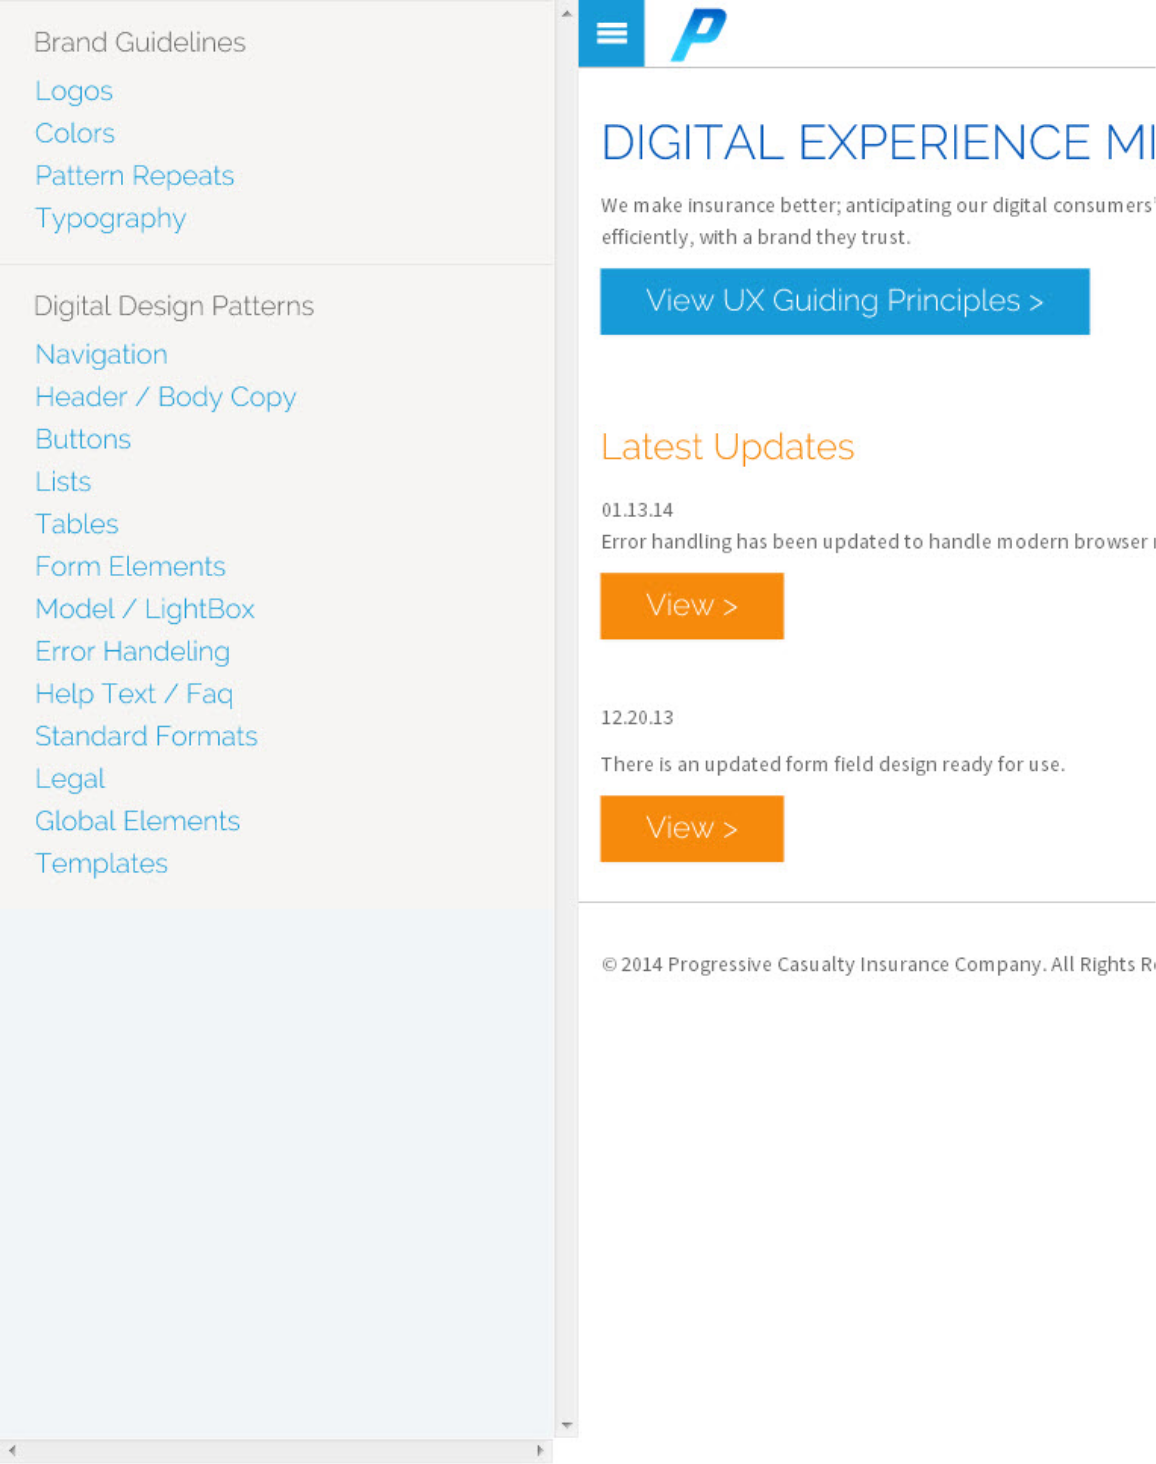 Brand Guidelines
Logos
Colors
Pattern Repeats
Typography
Digital Design Patterns
Navigation
Header / Body Copy
Buttons
Lists
Tables
Form Elements
Model / LightBox
Error Handeling
Help Text / Faq
Standard Formats
Legal
Global Elements
Templates
P
DIGITAL EXPERIENCE MI
We make insurance better; anticipating our digital consumers'
efficiently, with a brand they trust.
View UX Guiding Principles >
Latest Updates
01.13.14
Error handling has been updated to handle modern browser
View >
12.20.13
There is an updated form field design ready for use.
View >
© 2014 Progressive Casualty Insurance Company. All Rights